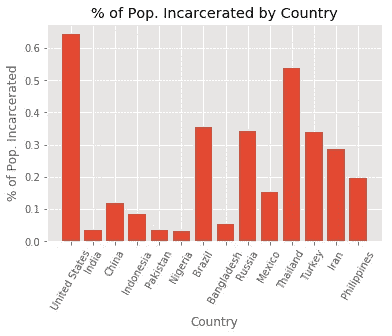 % of Pop. Incarcerated by Country
% of Pop. Incarcerated
0.6
0.5
0.4
0.3
0.2
0.1
0.0
United States
India
China
Indonesia
Pakistan
Nigeria
Brazil
Bangladesh
Russia
Mexico
Thailand
Turkey
Iran
Philippines
Country